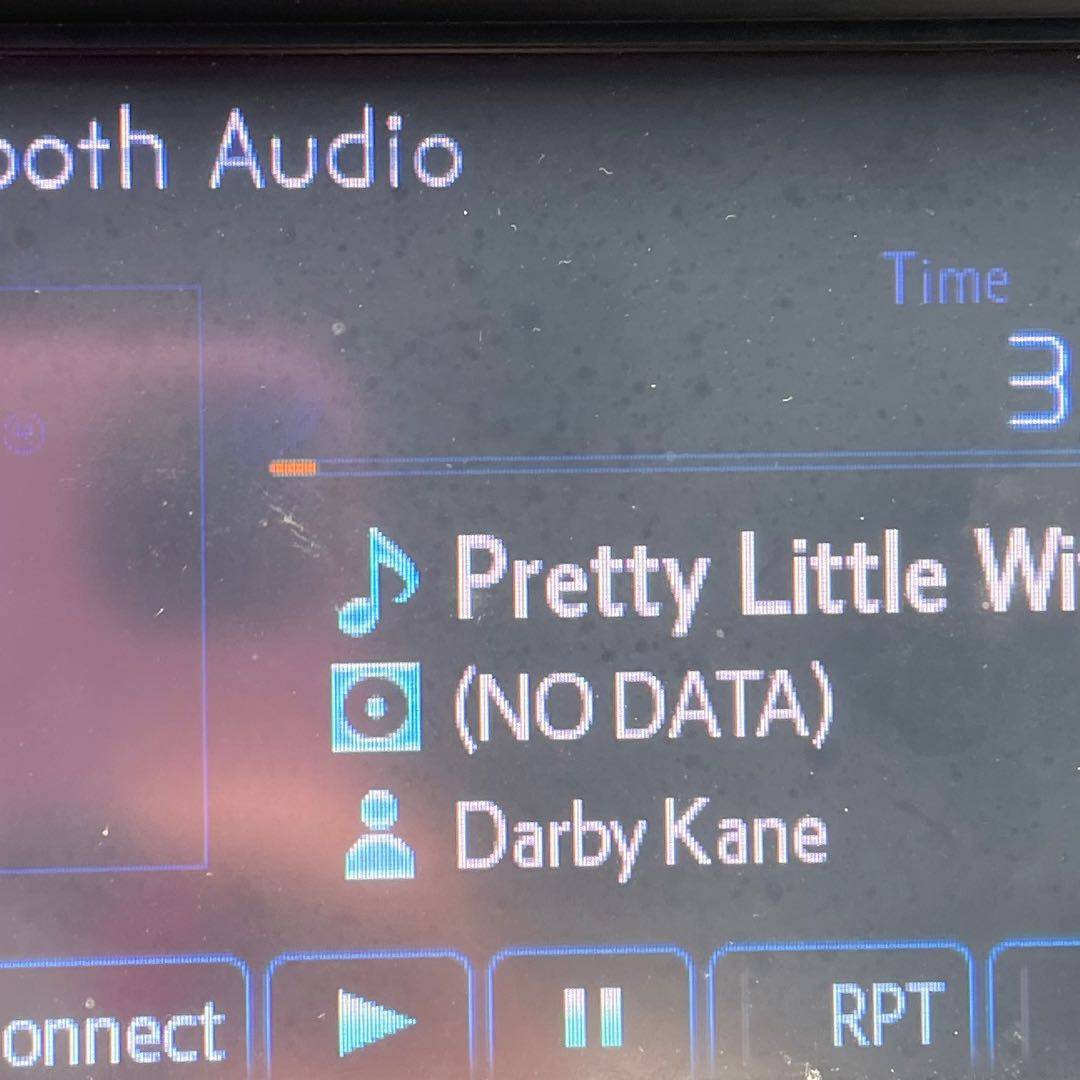 ooth Audio
Time
3
Pretty Little Wi
(NO DATA)
Darby Kane
onnect
RPT